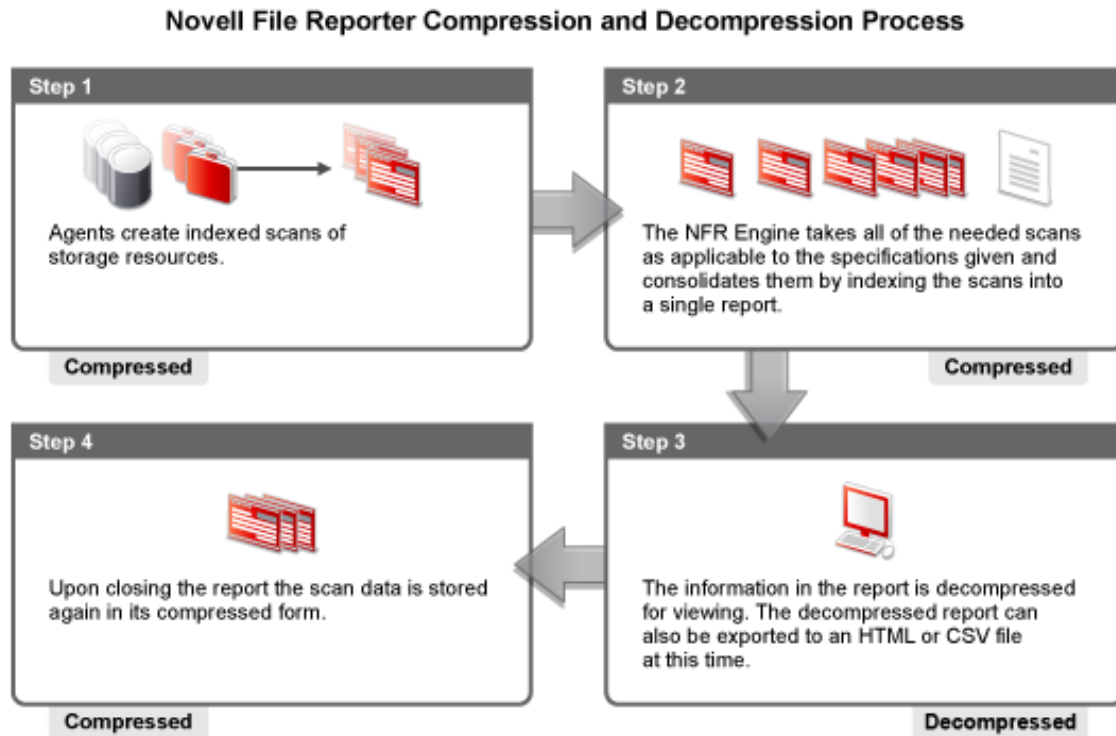 Novell File Reporter Compression and Decompression Process
Step 1
Agents create indexed scans of
storage resources.
Compressed
Step 2
The NFR Engine takes all of the needed scans
as applicable to the specifications given and
consolidates them by indexing the scans into
a single report.
Compressed
Step 3
The information in the report is decompressed
for viewing. The decompressed report can
also be exported to an HTML or CSV file
at this time.
Decompressed
Step 4
Upon closing the report the scan data is stored
again in its compressed form.
Compressed